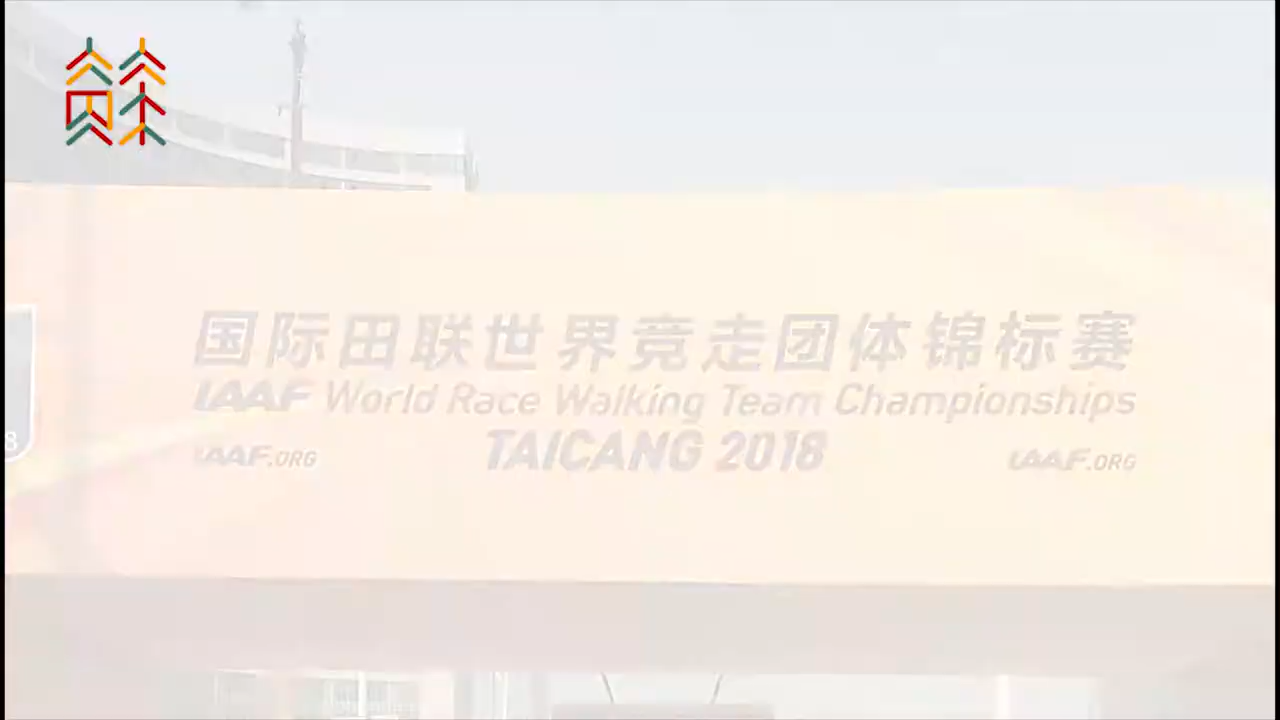 国际田联世界竞走团体锦标赛
IAAF World Race Walking Team Championships
TAICANG 2018
IAAF.ORG
IAAF.ORG